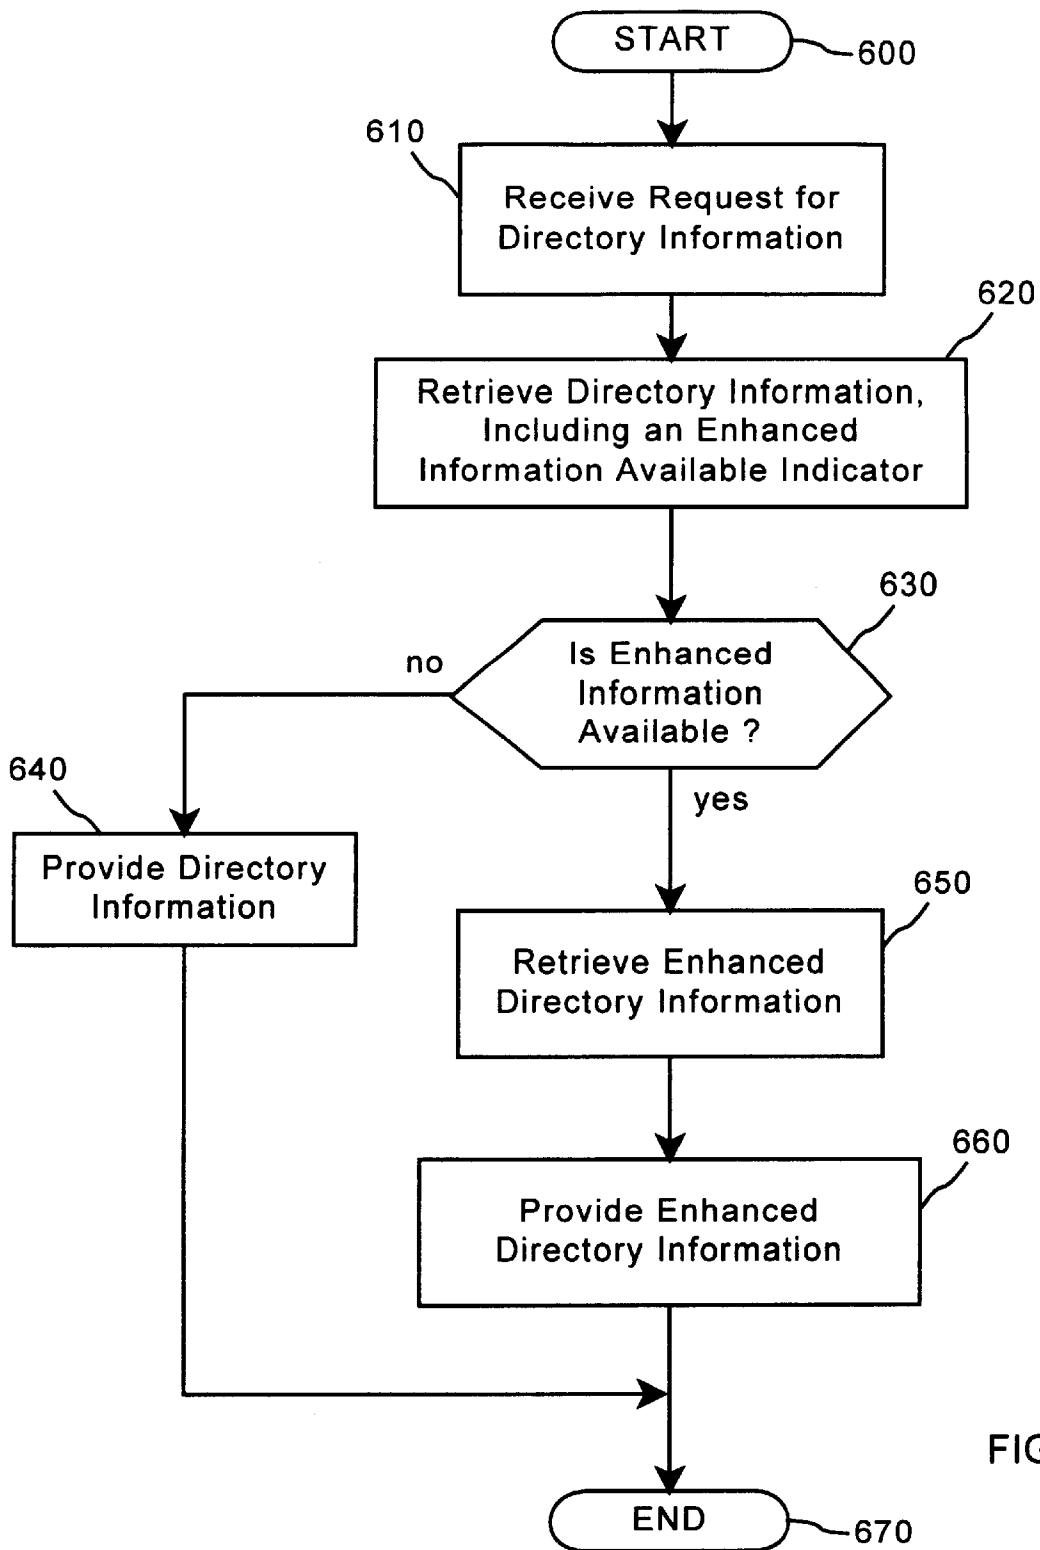 START
600
610
Receive Request for
Directory Information
620
Retrieve Directory Information,
Including an Enhanced
Information Available Indicator
630
no
Is Enhanced
Information
Available ?
640
yes
Provide Directory
Information
650
Retrieve Enhanced
Directory Information
660
Provide Enhanced
Directory Information
END
670